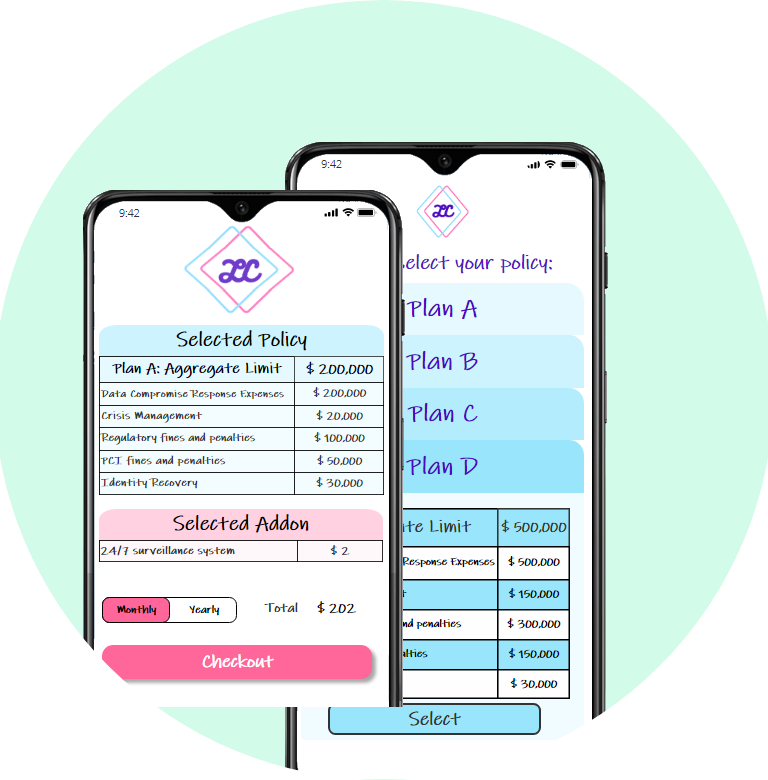 9:42
LC
Selected Policy
Plan A: Aggregate Limit $ 200,000
Data Compromise Response Expenses $ 200,000
Crisis Management $ 20,000
Regulatory fines and penalties $ 100,000
PCI fines and penalties $ 50,000
Identity Recovery $ 30,000
Selected Addon
24/7 surveillance system $ 2
Monthly Yearly Total $ 202
Checkout
9:42
LC
elect your policy:
Plan A
Plan B
Plan C
Plan D
te Limit $ 500,000
Response Expenses $ 500,000
t $ 150,000
nd penalties $ 300,000
alties $ 150,000
$ 30,000
Select